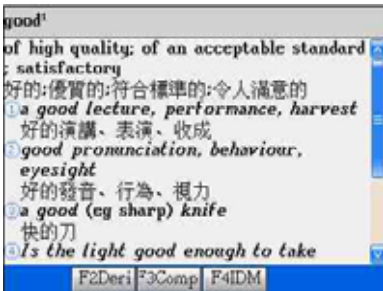 good¹
of high quality; of an acceptable standard
; satisfactory
好的;優質的;符合標準的;令人滿意的
①a good lecture, performance, harvest
好的演講、表演、收成
②good pronunciation, behaviour,
eyesight
好的發音、行為、視力
③a good (eg sharp) knife
快的刀
④Is the light good enough to take
F2Deri F3Comp F4IDM